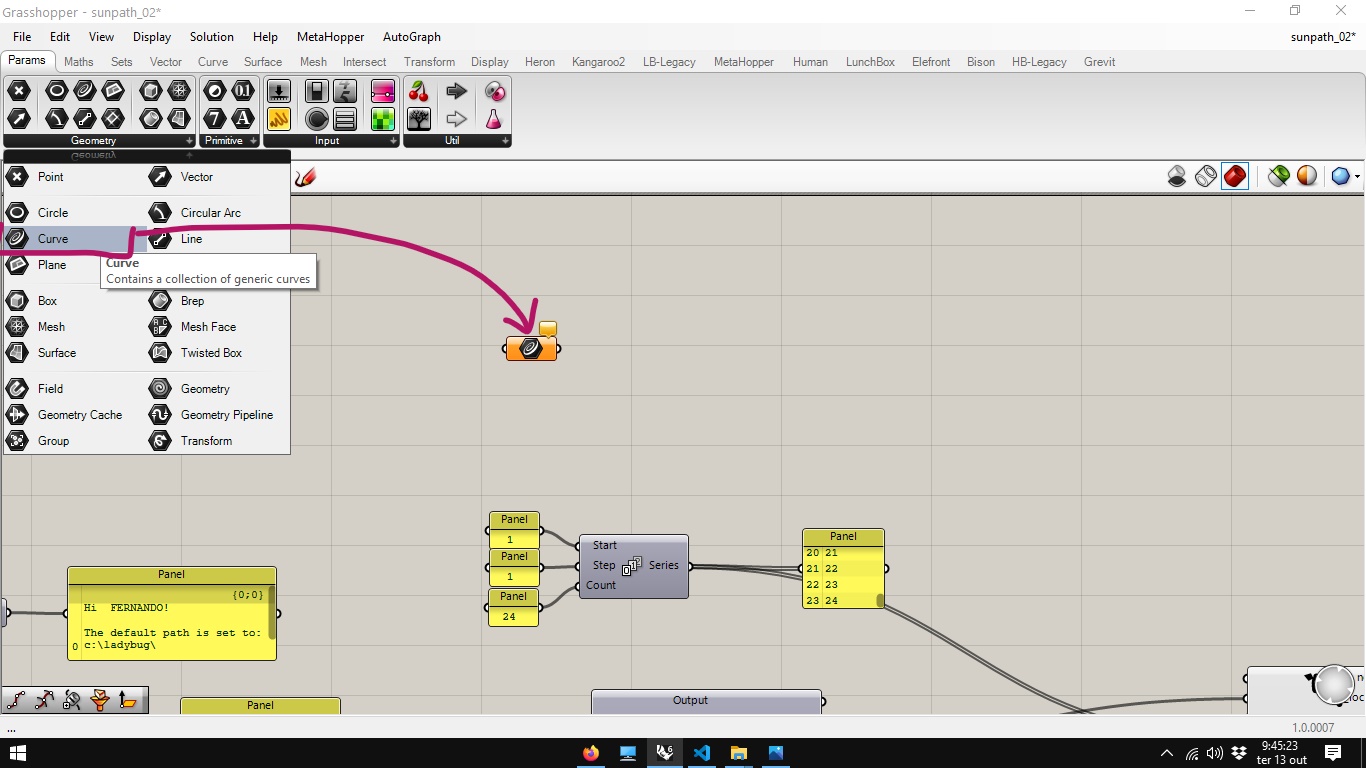 Grasshopper - sunpath_02*
File Edit View Display Solution Help MetaHopper AutoGraph sunpath_02*
Params Maths Sets Vector Curve Surface Mesh Intersect Transform Display Heron Kangaroo2 LB-Legacy MetaHopper Human LunchBox Elefront Bison HB-Legacy Grevit
0.1
7 A
Geometry Primitive Input Util
Geometry
Point Vector
Circle Circular Arc
Curve Line
Plane
Curve
Contains a collection of generic curves
Box Brep
Mesh Mesh Face
Surface Twisted Box
Field Geometry
Geometry Cache Geometry Pipeline
Group Transform
Panel
1
Panel
1
Panel
24
Start
Step Series
Count
Panel
20 21
21 22
22 23
23 24
Panel
{0;0}
Hi FERNANDO!
The default path is set to:
0 c:\ladybug\
Panel
Output
...
1.0.0007
9:45:23
ter 13 out